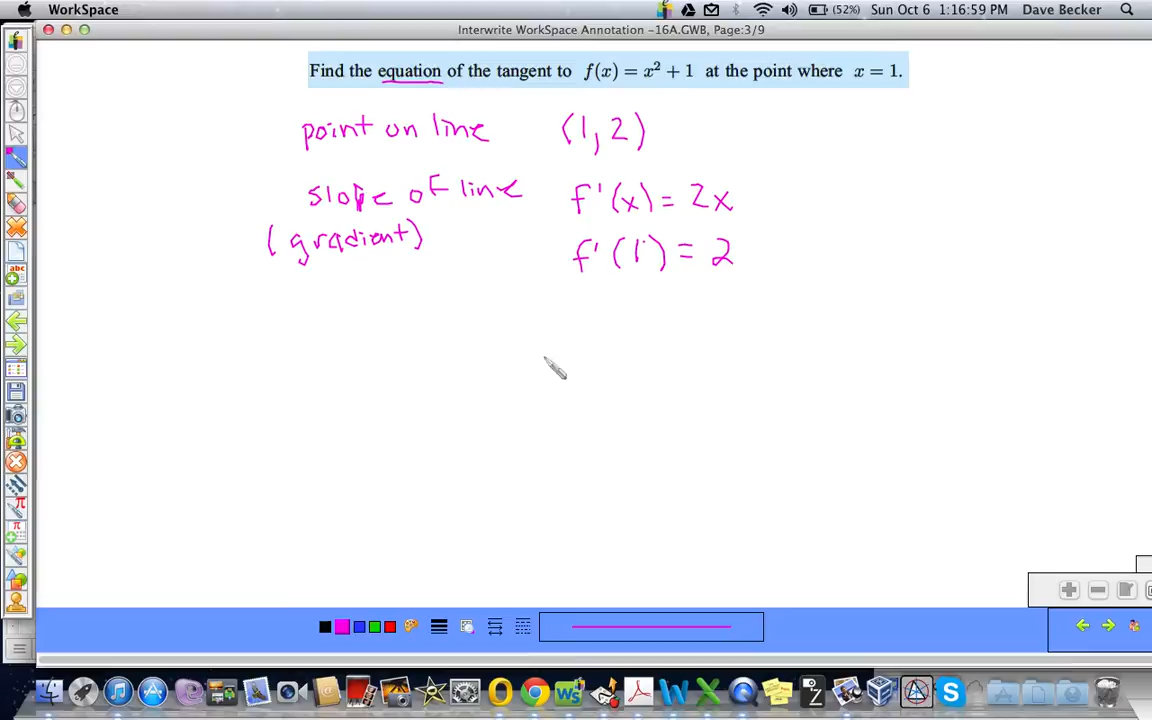 WorkSpace
(52%) Sun Oct 6 1:16:59 PM Dave Becker
Interwrite WorkSpace Annotation -16A.GWB, Page:3/9
Find the equation of the tangent to f(x) = x² + 1 at the point where x = 1.
point on line (1, 2)
slope of line f'(x) = 2x
(gradient) f'(1) = 2